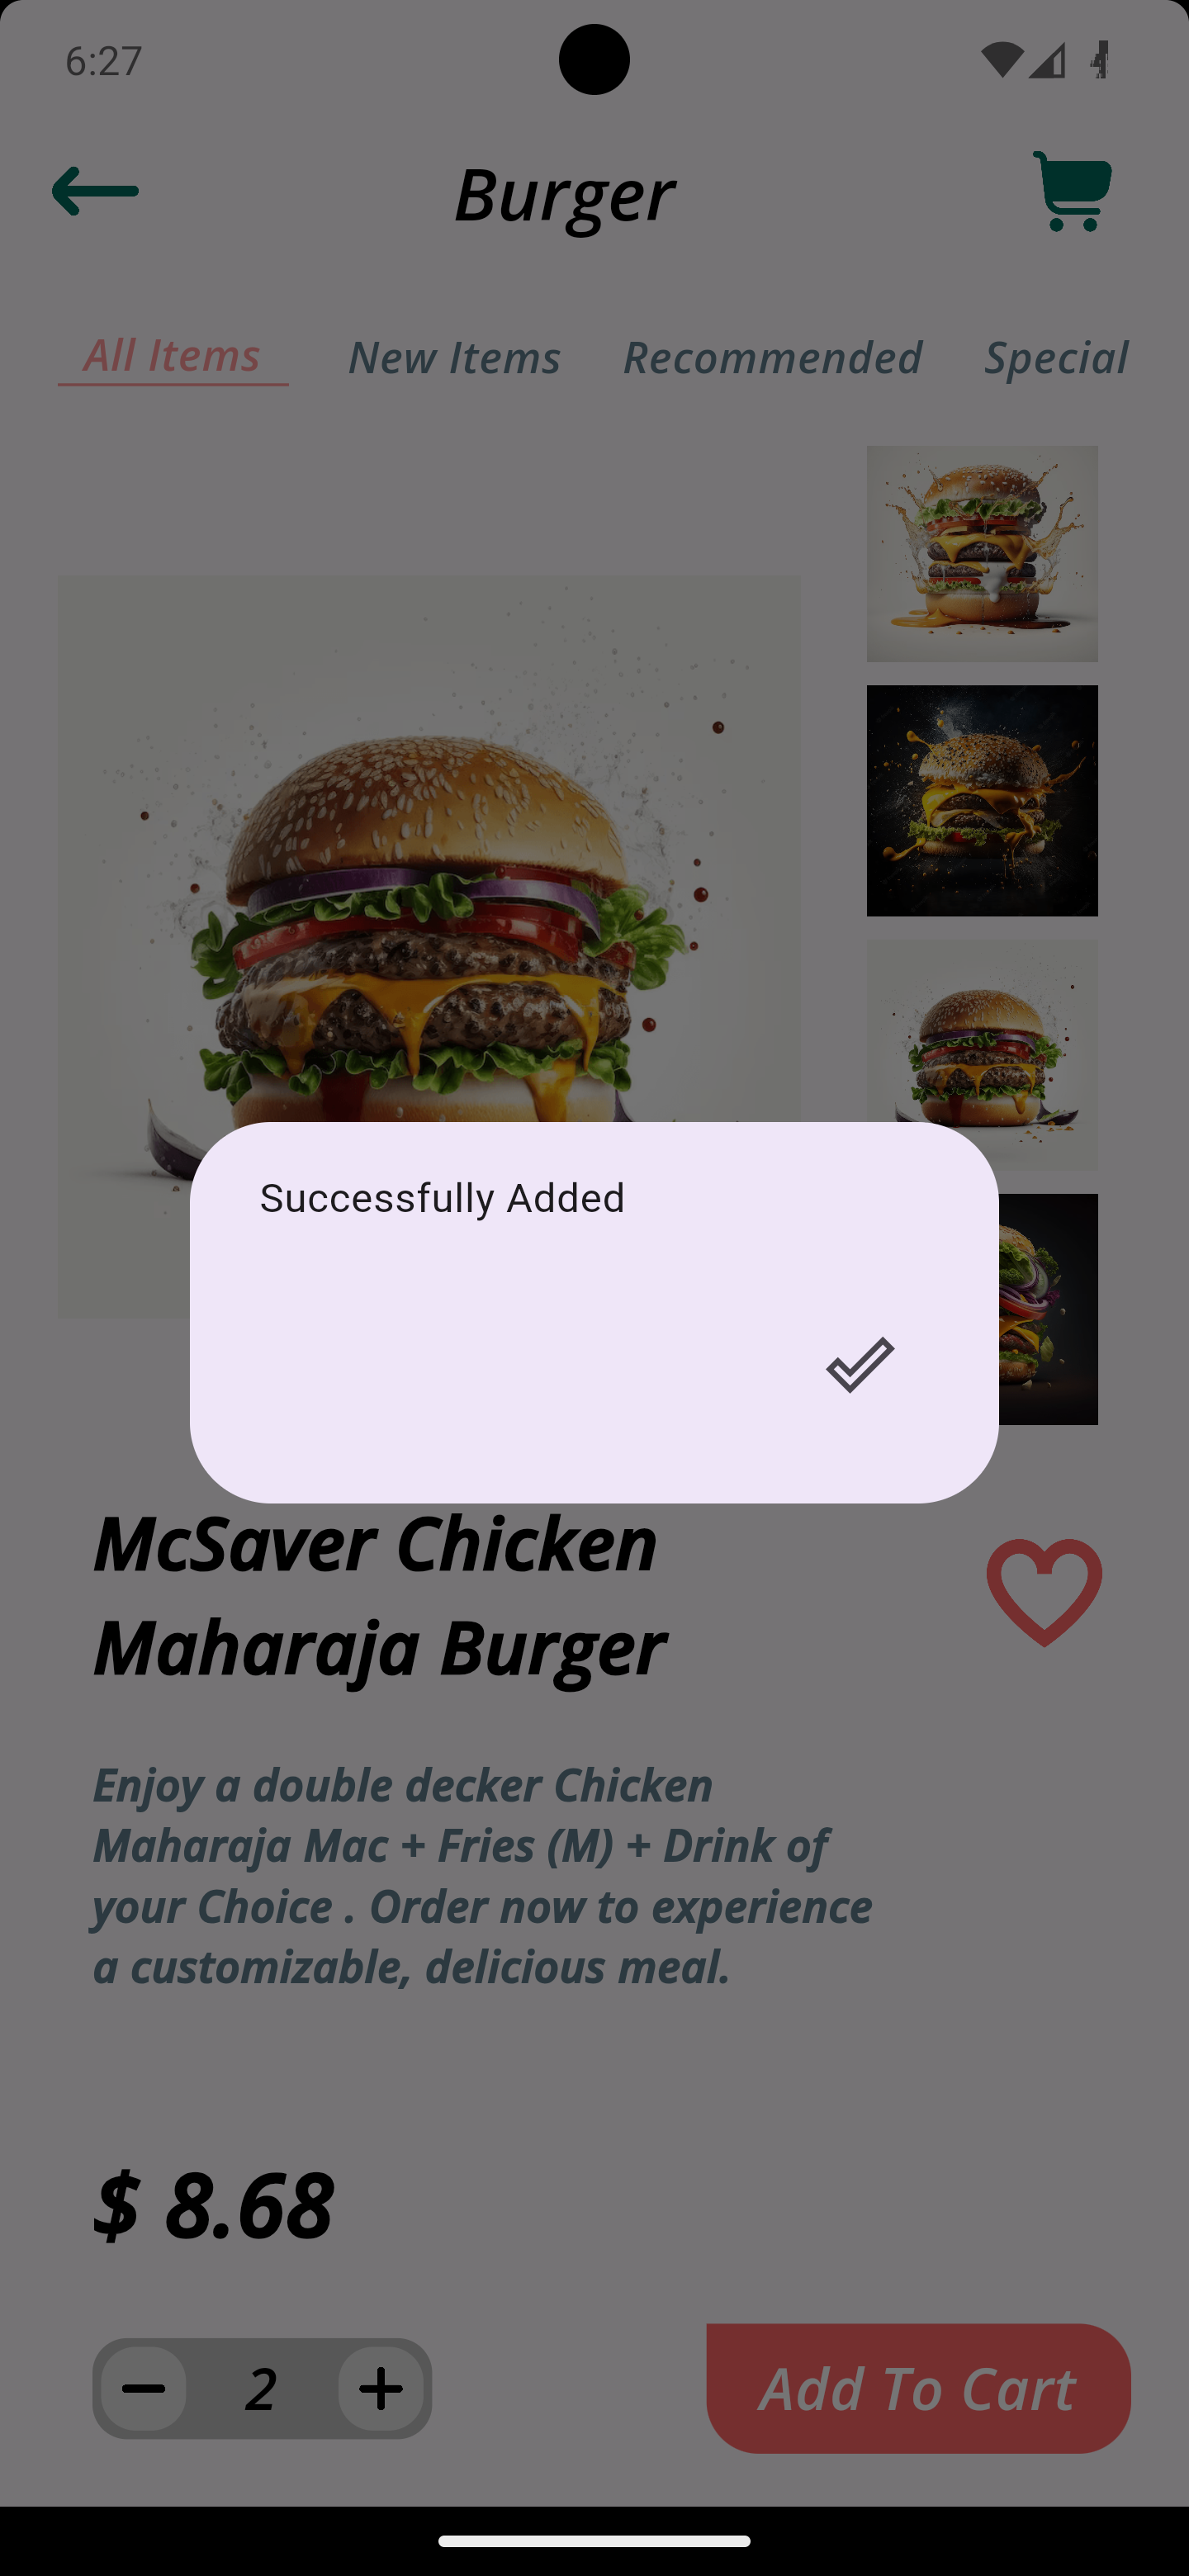 6:27
Burger
All Items
New Items
Recommended
Special
Successfully Added
McSaver Chicken
Maharaja Burger
Enjoy a double decker Chicken
Maharaja Mac + Fries (M) + Drink of
your Choice . Order now to experience
a customizable, delicious meal.
$ 8.68
2
Add To Cart